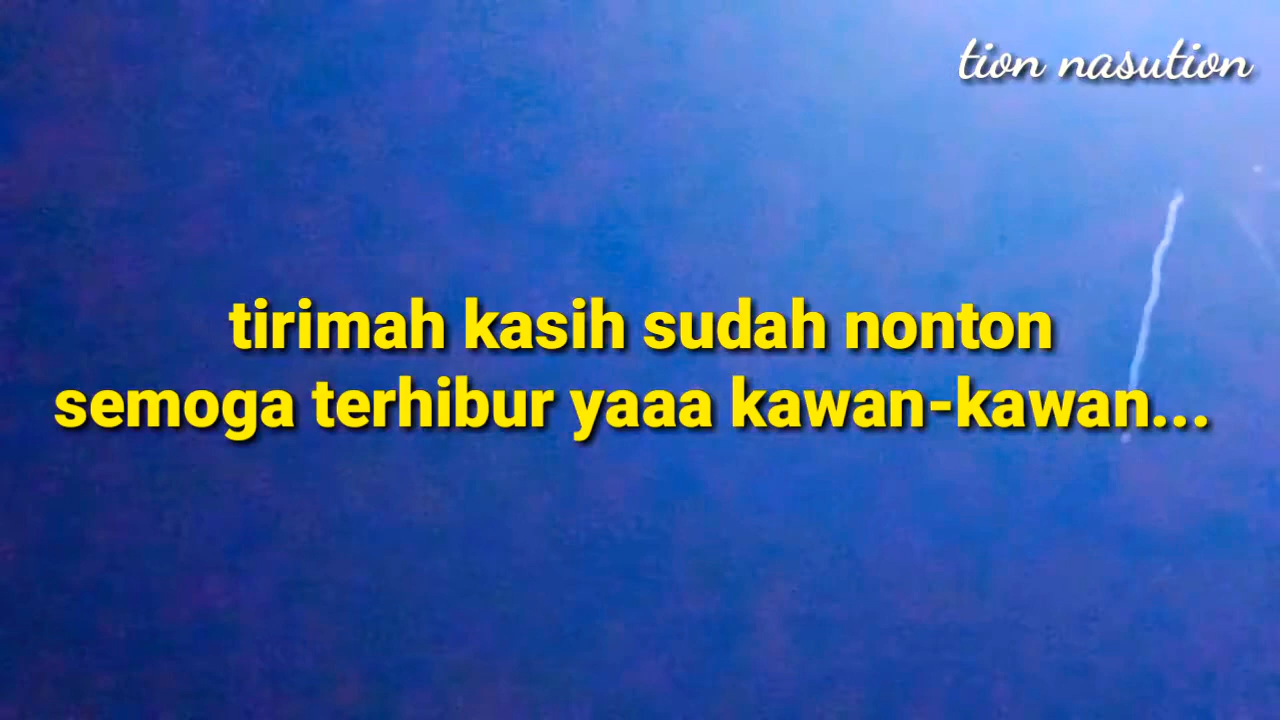 tion nasution
tirimah kasih sudah nonton
semoga terhibur yaaa kawan-kawan...